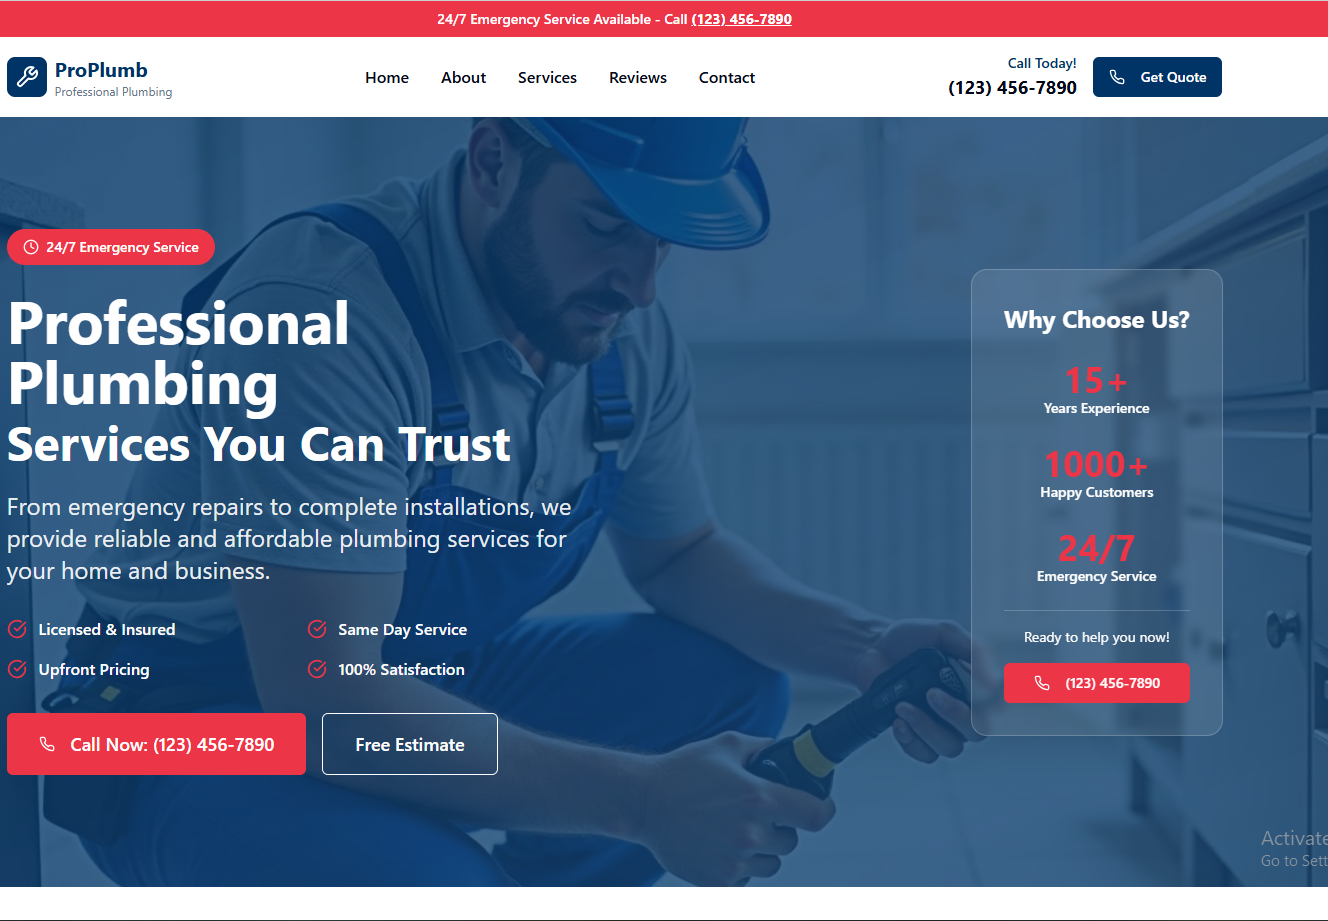 24/7 Emergency Service Available - Call (123) 456-7890
ProPlumb
Professional Plumbing
Home
About
Services
Reviews
Contact
Call Today!
(123) 456-7890
Get Quote
24/7 Emergency Service
Professional
Plumbing
Services You Can Trust
From emergency repairs to complete installations, we
provide reliable and affordable plumbing services for
your home and business.
Licensed & Insured
Same Day Service
Upfront Pricing
100% Satisfaction
Call Now: (123) 456-7890
Free Estimate
Why Choose Us?
15+
Years Experience
1000+
Happy Customers
24/7
Emergency Service
Ready to help you now!
(123) 456-7890
Activate
Go to Sett